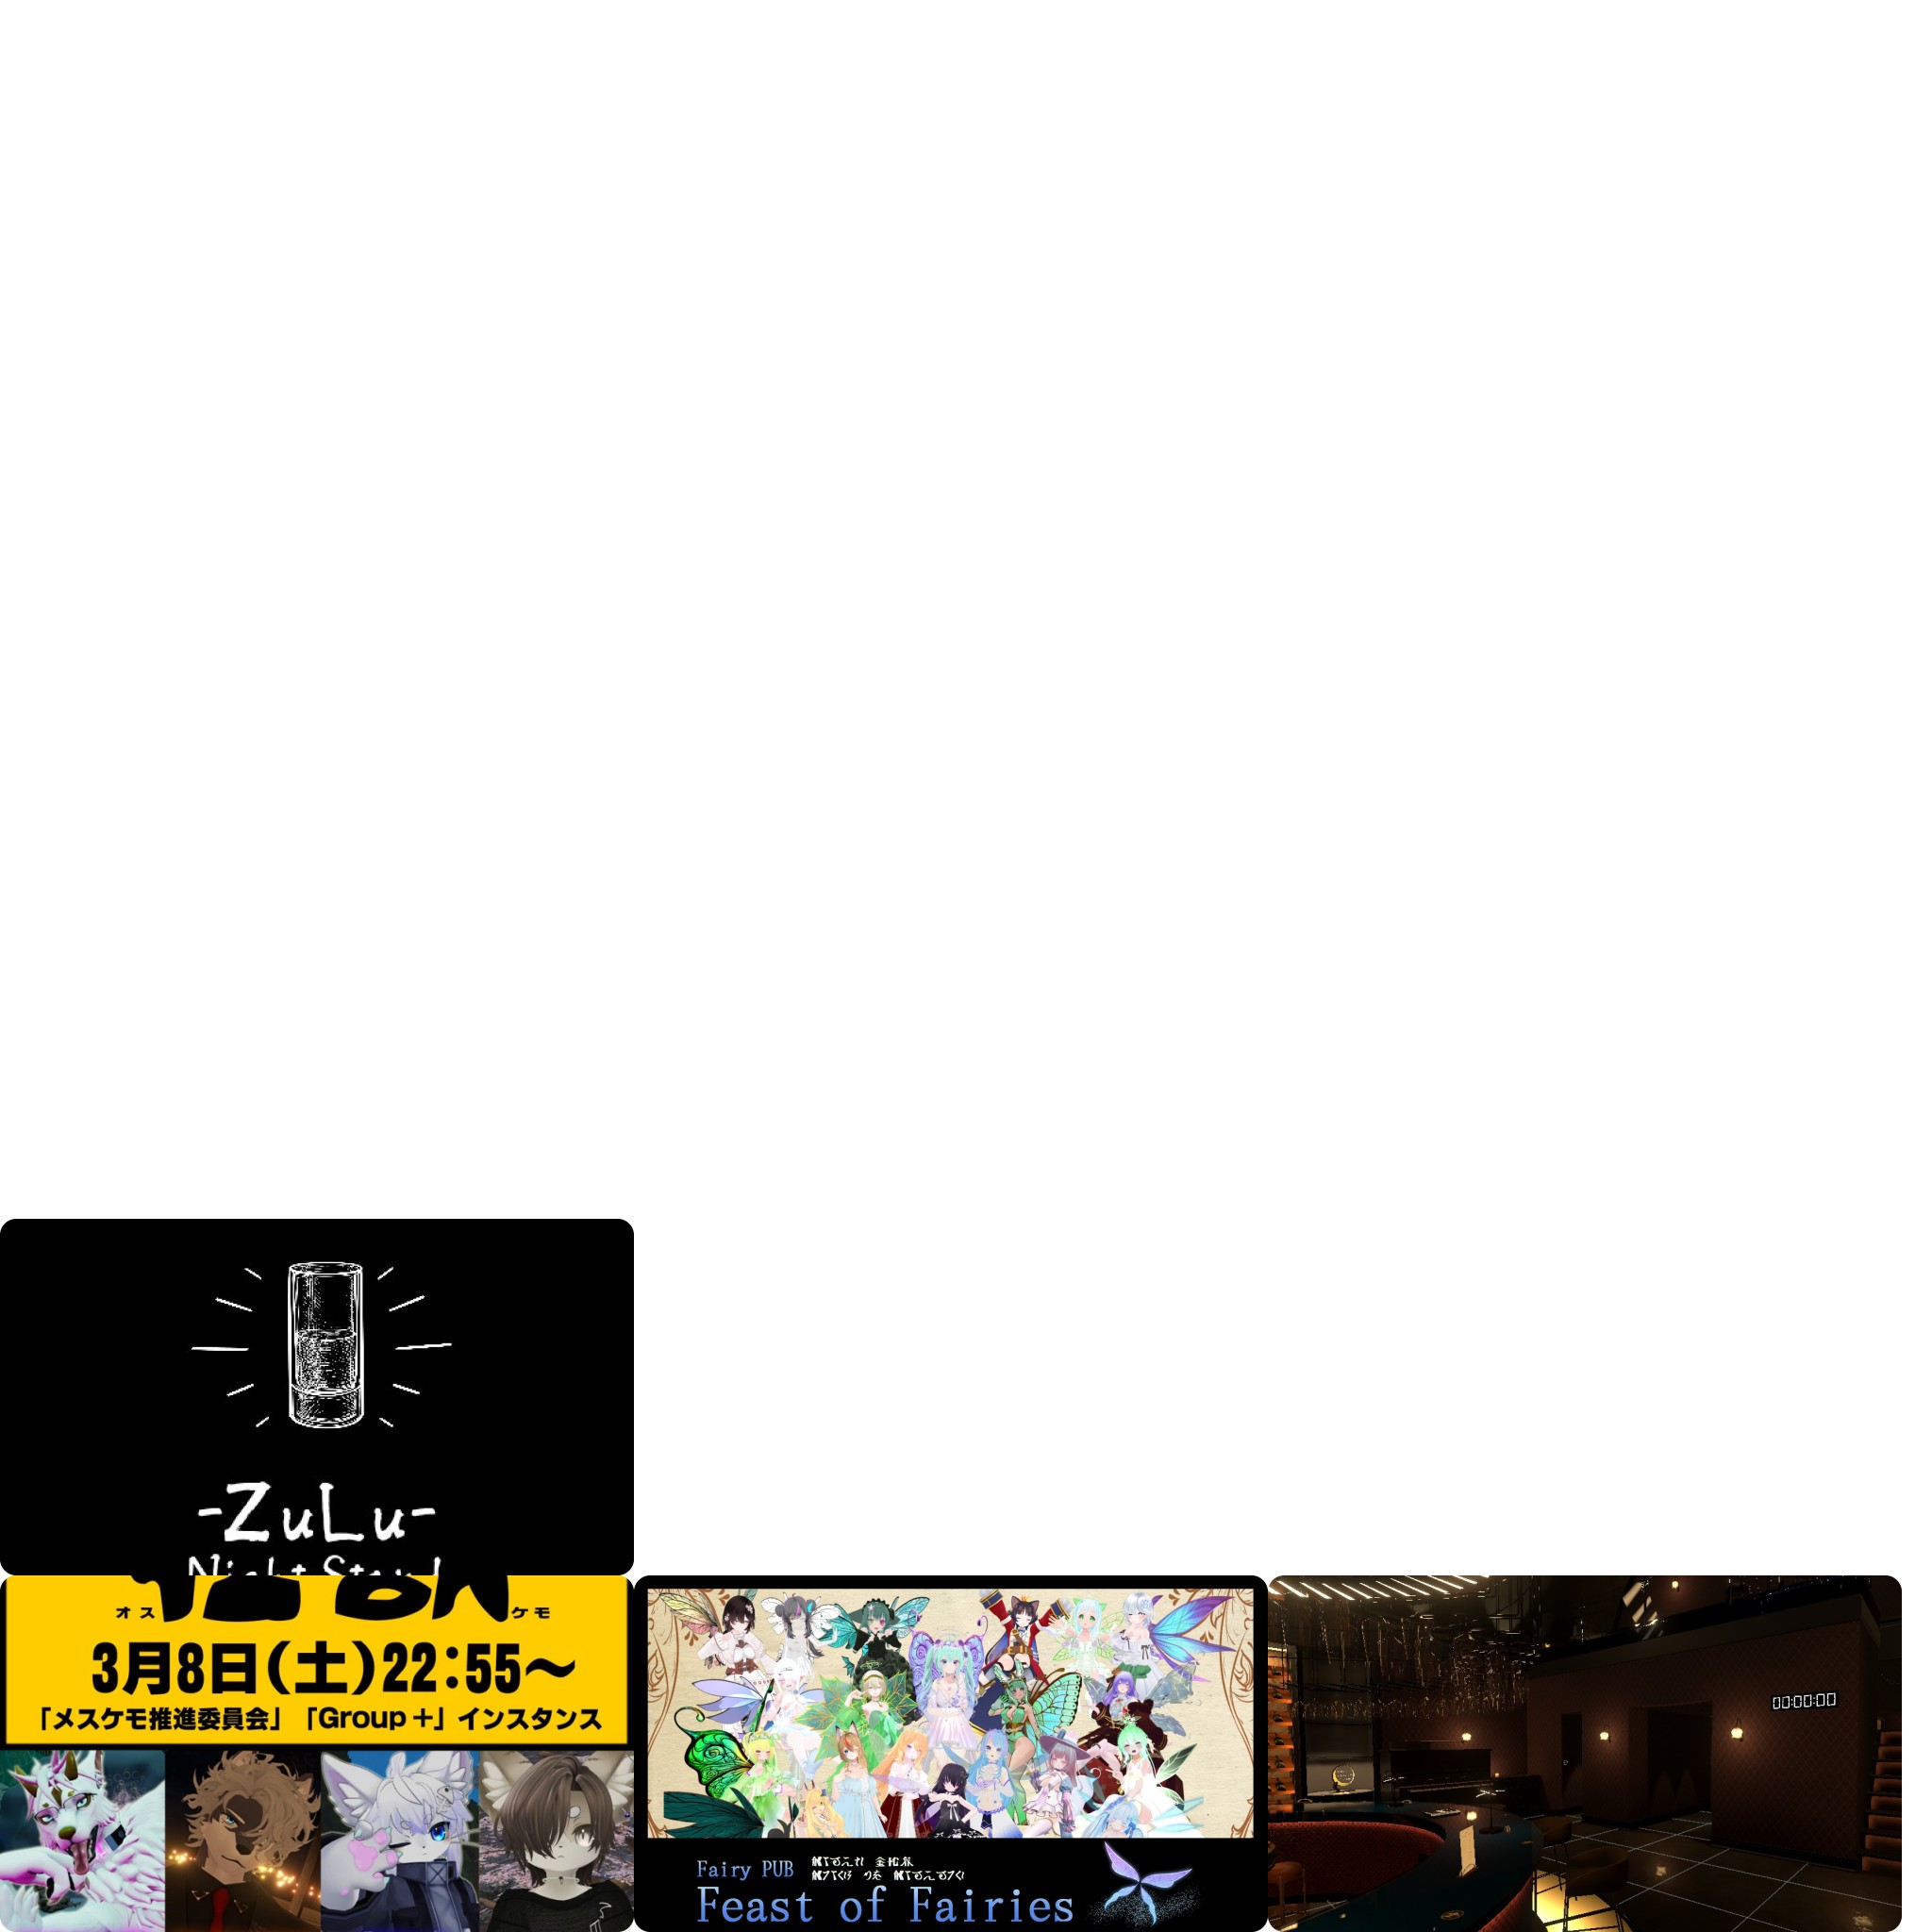 -ZuLu-
Night Stand
オス
ケモ
3月8日(土)22:55〜
「メスケモ推進委員会」「Group+」インスタンス
Fairy PUB
Feast of Fairies
00:00:00